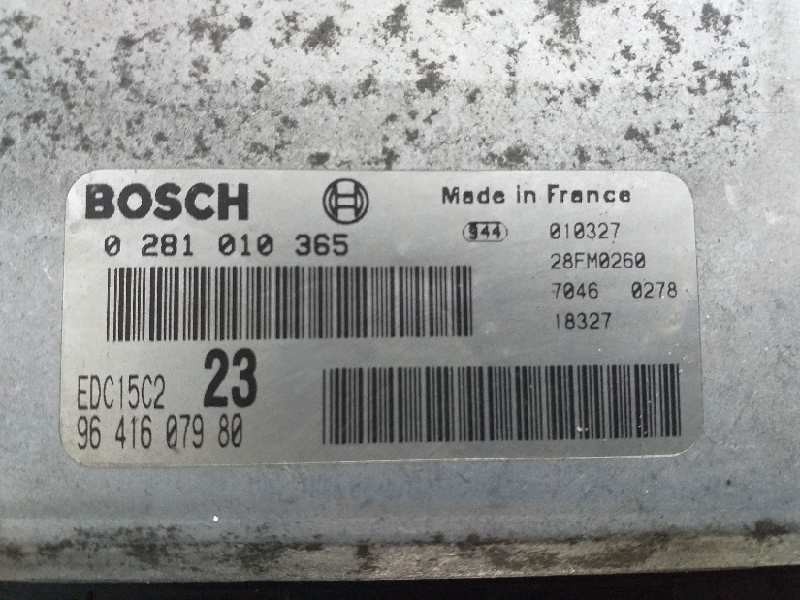 BOSCH
Made in France
0 281 010 365
944 010327
28FM0260
7046 0278
18327
EDC15C2 23
96 416 079 80